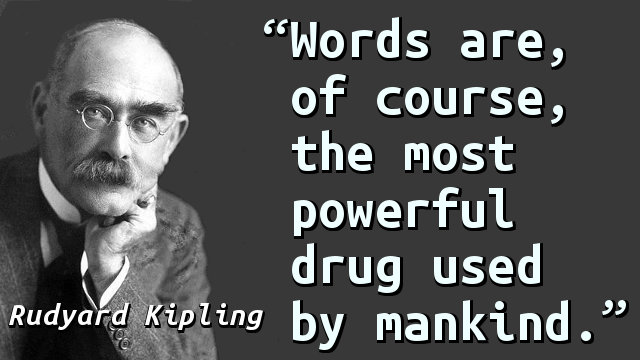 “Words are,
of course,
the most
powerful
drug used
by mankind.”
Rudyard Kipling